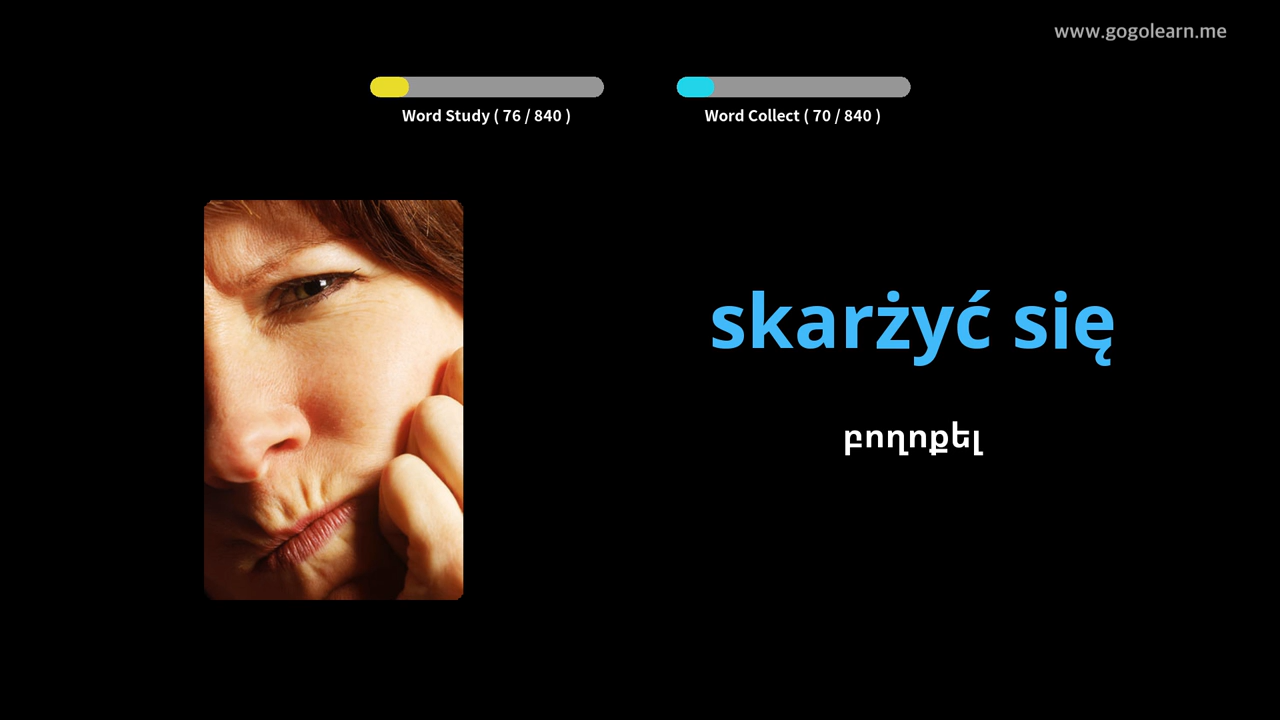 www.gogolearn.me
Word Study ( 76 / 840 )
Word Collect ( 70 / 840 )
skarżyć się
բողոքել